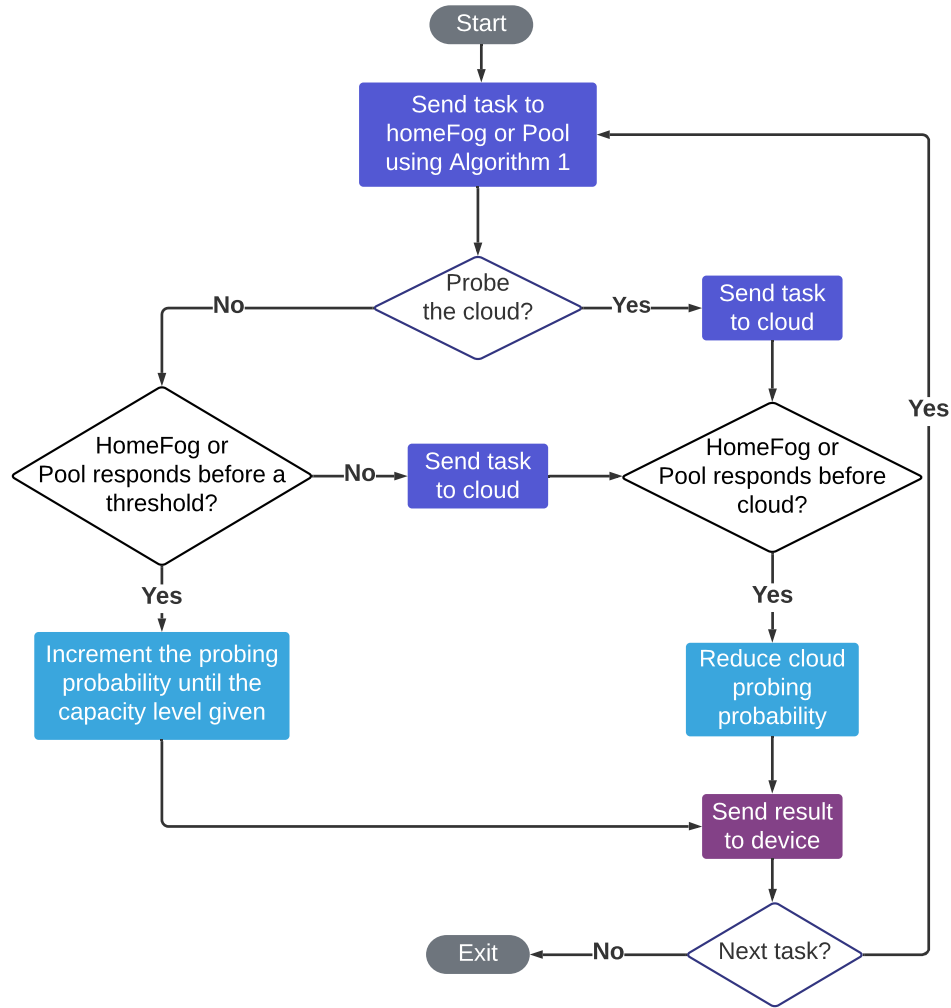 Start
Send task to
homeFog or Pool
using Algorithm 1
Probe
the cloud?
No
Yes
Send task
to cloud
Yes
HomeFog or
Pool responds before a
threshold?
No
Send task
to cloud
HomeFog or
Pool responds before
cloud?
Yes
Yes
Increment the probing
probability until the
capacity level given
Reduce cloud
probing
probability
Send result
to device
Next task?
No
Exit